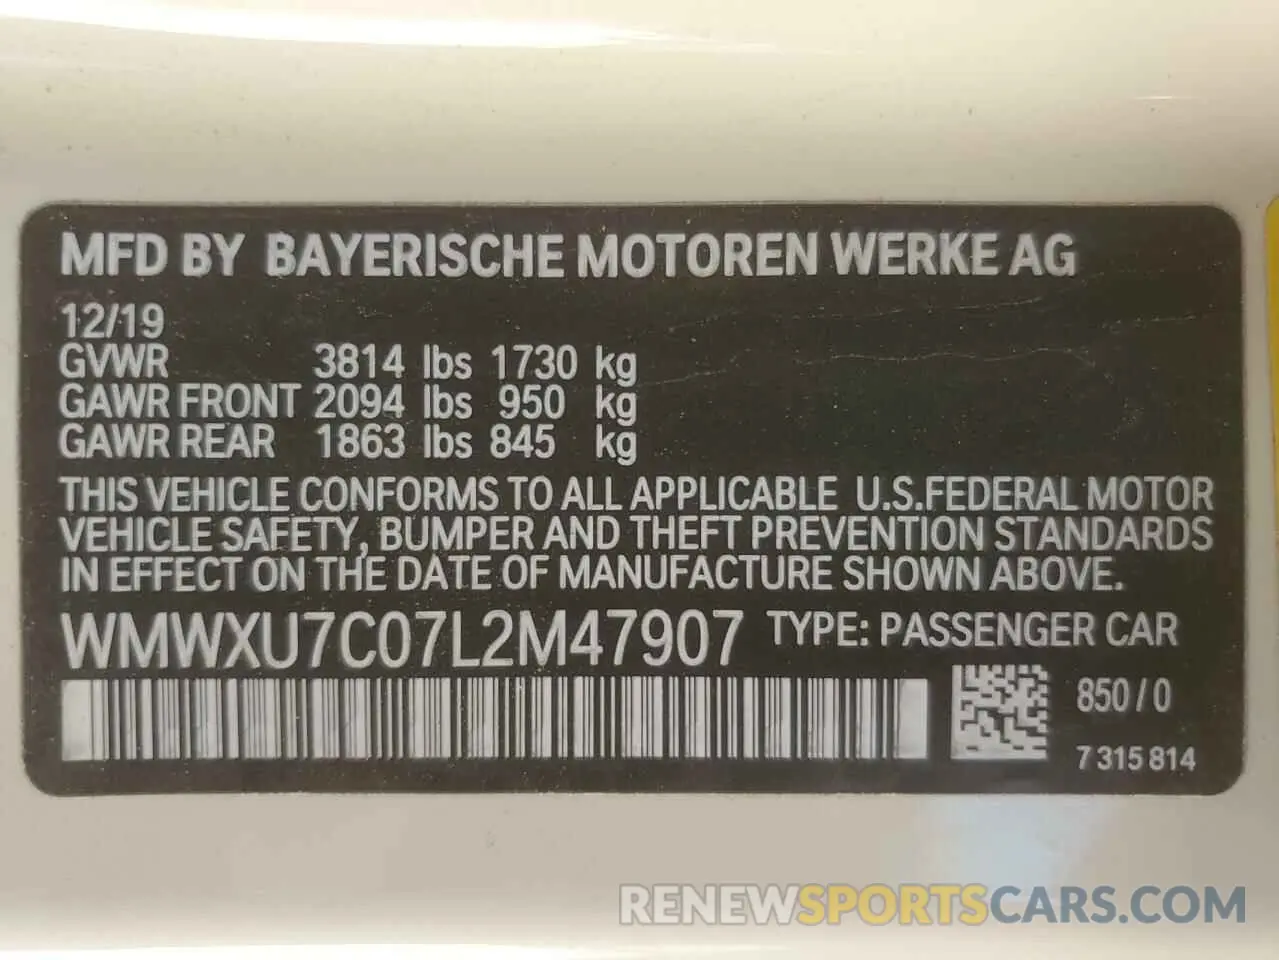 MFD BY BAYERISCHE MOTOREN WERKE AG
12/19
GVWR 3814 lbs 1730 kg
GAWR FRONT 2094 lbs 950 kg
GAWR REAR 1863 lbs 845 kg
THIS VEHICLE CONFORMS TO ALL APPLICABLE U.S.FEDERAL MOTOR
VEHICLE SAFETY, BUMPER AND THEFT PREVENTION STANDARDS
IN EFFECT ON THE DATE OF MANUFACTURE SHOWN ABOVE.
WMWXU7C07L2M47907 TYPE: PASSENGER CAR
850/0
7 315 814
RENEWSPORTSCARS.COM